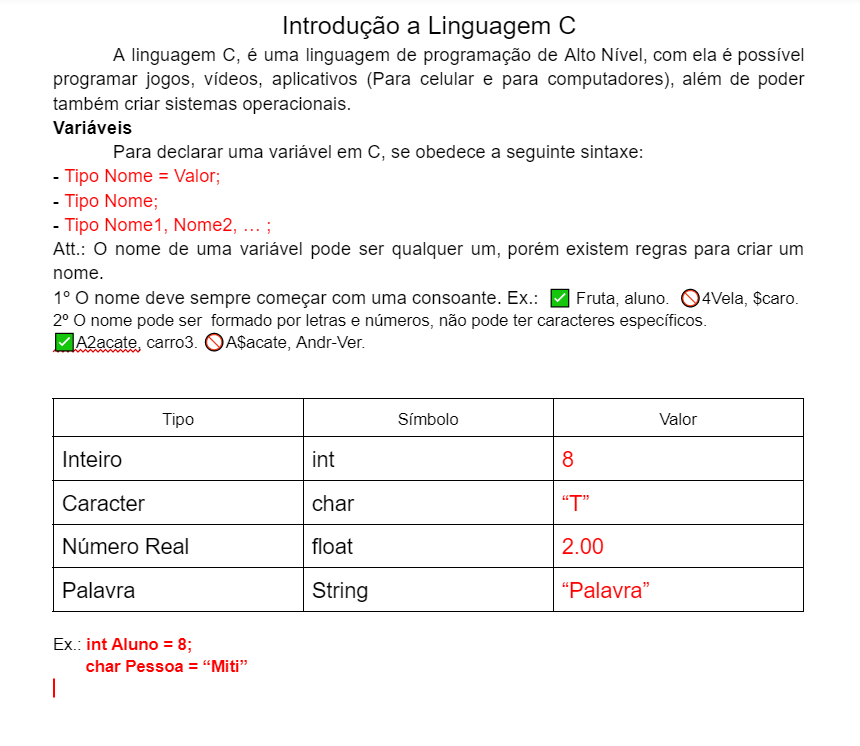 Introdução a Linguagem C
A linguagem C, é uma linguagem de programação de Alto Nível, com ela é possível
programar jogos, vídeos, aplicativos (Para celular e para computadores), além de poder
também criar sistemas operacionais.
Variáveis
Para declarar uma variável em C, se obedece a seguinte sintaxe:
- Tipo Nome = Valor;
- Tipo Nome;
- Tipo Nome1, Nome2, ... ;
Att.: O nome de uma variável pode ser qualquer um, porém existem regras para criar um
nome.
1º O nome deve sempre começar com uma consoante. Ex.: ✅ Fruta, aluno. 🚫4Vela, $caro.
2º O nome pode ser formado por letras e números, não pode ter caracteres específicos.
✅A2acate, carro3. 🚫A$acate, Andr-Ver.
Tipo Símbolo Valor
Inteiro int 8
Caracter char “T”
Número Real float 2.00
Palavra String “Palavra”
Ex.: int Aluno = 8;
char Pessoa = “Miti”